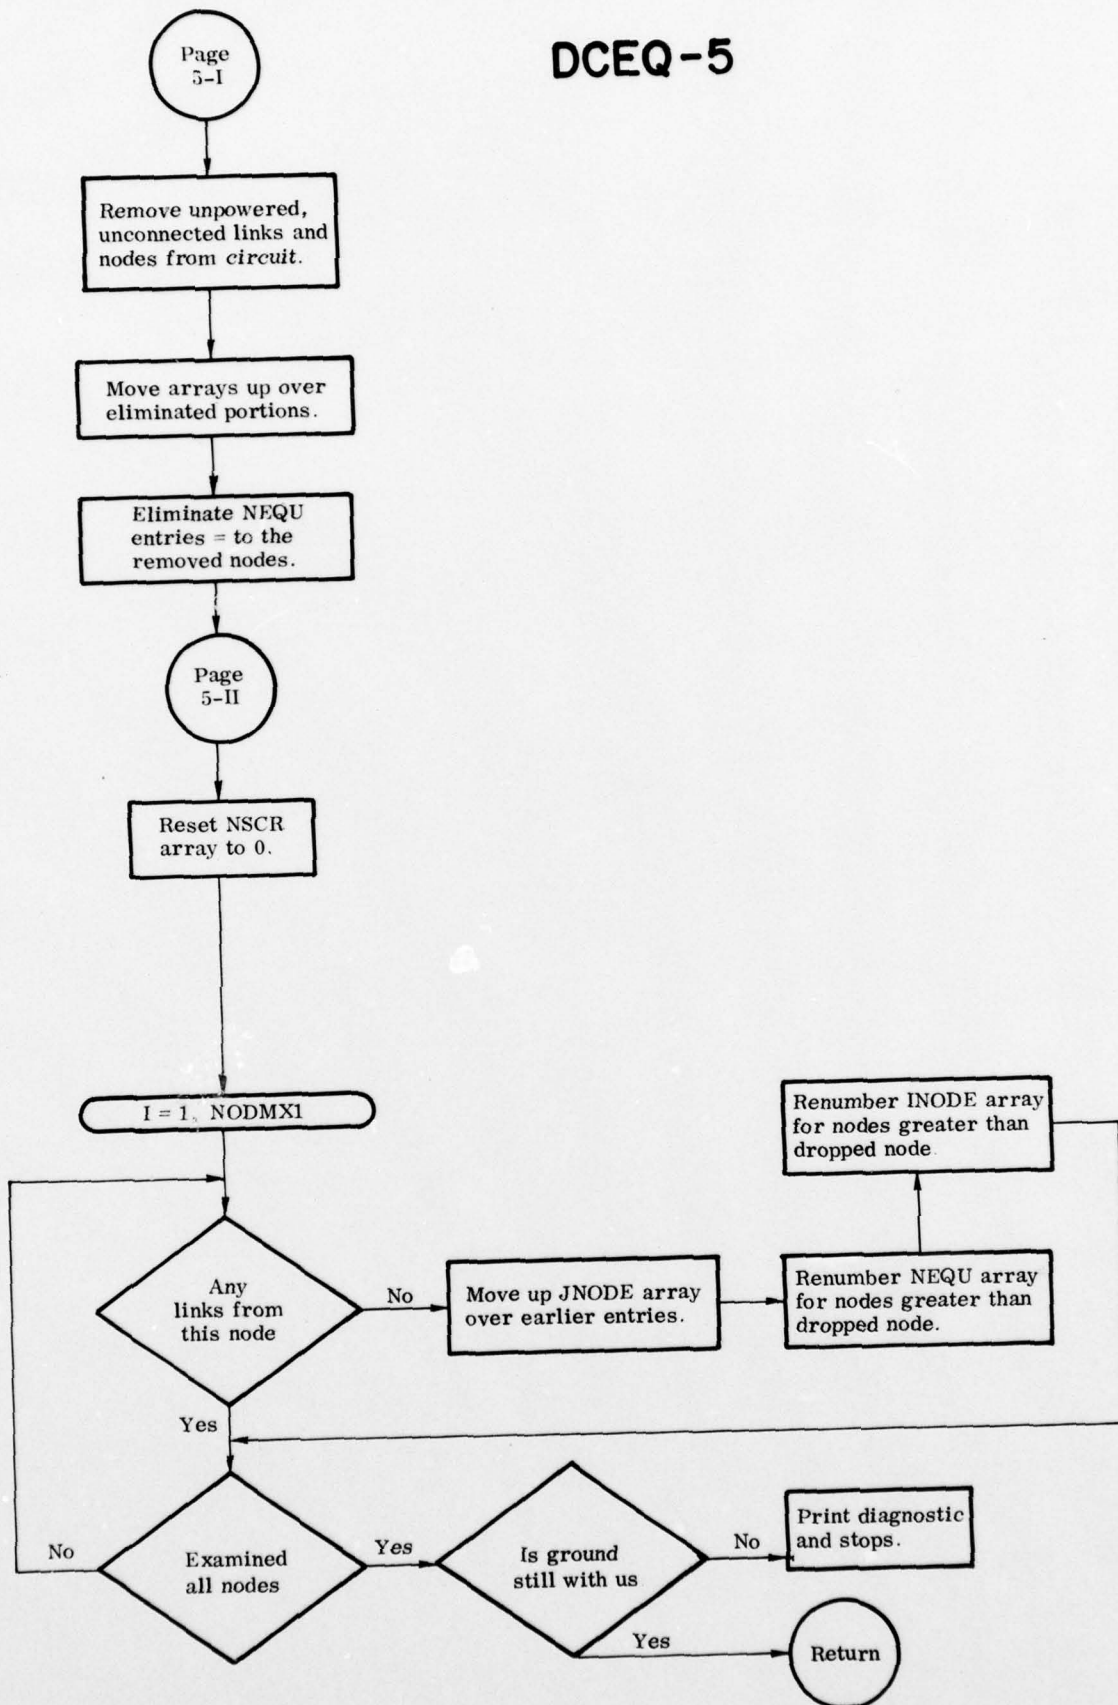 DCEQ-5
Page
5-I
Remove unpowered,
unconnected links and
nodes from circuit.
Move arrays up over
eliminated portions.
Eliminate NEQU
entries = to the
removed nodes.
Page
5-II
Reset NSCR
array to 0.
I = 1, NODMX1
Renumber INODE array
for nodes greater than
dropped node.
Any
links from
this node
No
Move up JNODE array
over earlier entries.
Renumber NEQU array
for nodes greater than
dropped node.
Yes
No
Examined
all nodes
Yes
Is ground
still with us
No
Print diagnostic
and stops.
Yes
Return